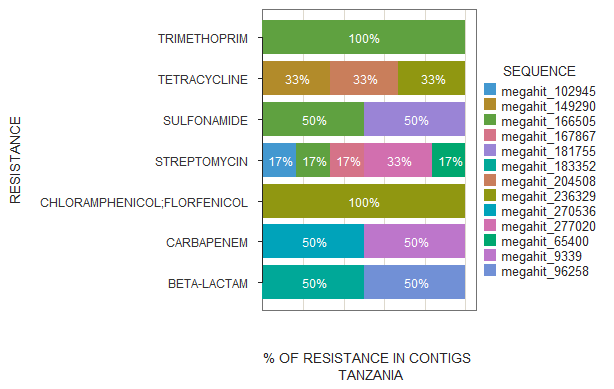 TRIMETHOPRIM
100%
TETRACYCLINE
33% 33% 33%
SULFONAMIDE
50% 50%
STREPTOMYCIN
17% 17% 17% 33% 17%
CHLORAMPHENICOL;FLORFENICOL
100%
CARBAPENEM
50% 50%
BETA-LACTAM
50% 50%
RESISTANCE
% OF RESISTANCE IN CONTIGS
TANZANIA
SEQUENCE
megahit_102945
megahit_149290
megahit_166505
megahit_167867
megahit_181755
megahit_183352
megahit_204508
megahit_236329
megahit_270536
megahit_277020
megahit_65400
megahit_9339
megahit_96258